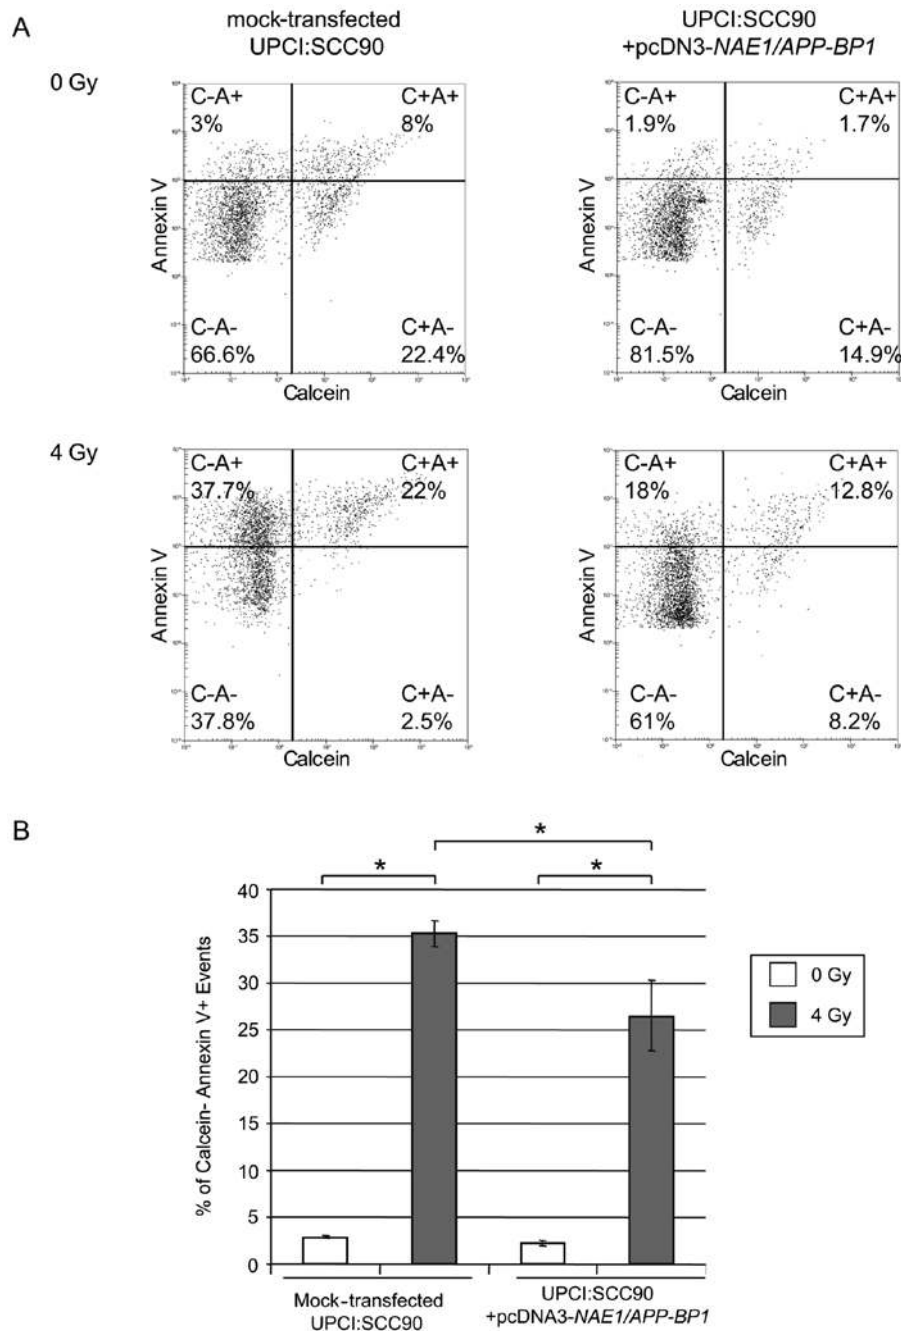 A
mock-transfected
UPCI:SCC90
UPCI:SCC90
+pcDN3-NAE1/APP-BP1
0 Gy
C-A+
3%
C+A+
8%
Annexin V
C-A-
66.6%
C+A-
22.4%
Calcein
C-A+
1.9%
C+A+
1.7%
Annexin V
C-A-
81.5%
C+A-
14.9%
Calcein
4 Gy
C-A+
37.7%
C+A+
22%
Annexin V
C-A-
37.8%
C+A-
2.5%
Calcein
C-A+
18%
C+A+
12.8%
Annexin V
C-A-
61%
C+A-
8.2%
Calcein
B
*
*
*
% of Calcein- Annexin V+ Events
40
35
30
25
20
15
10
5
0
Mock-transfected
UPCI:SCC90
UPCI:SCC90
+pcDNA3-NAE1/APP-BP1
0 Gy
4 Gy